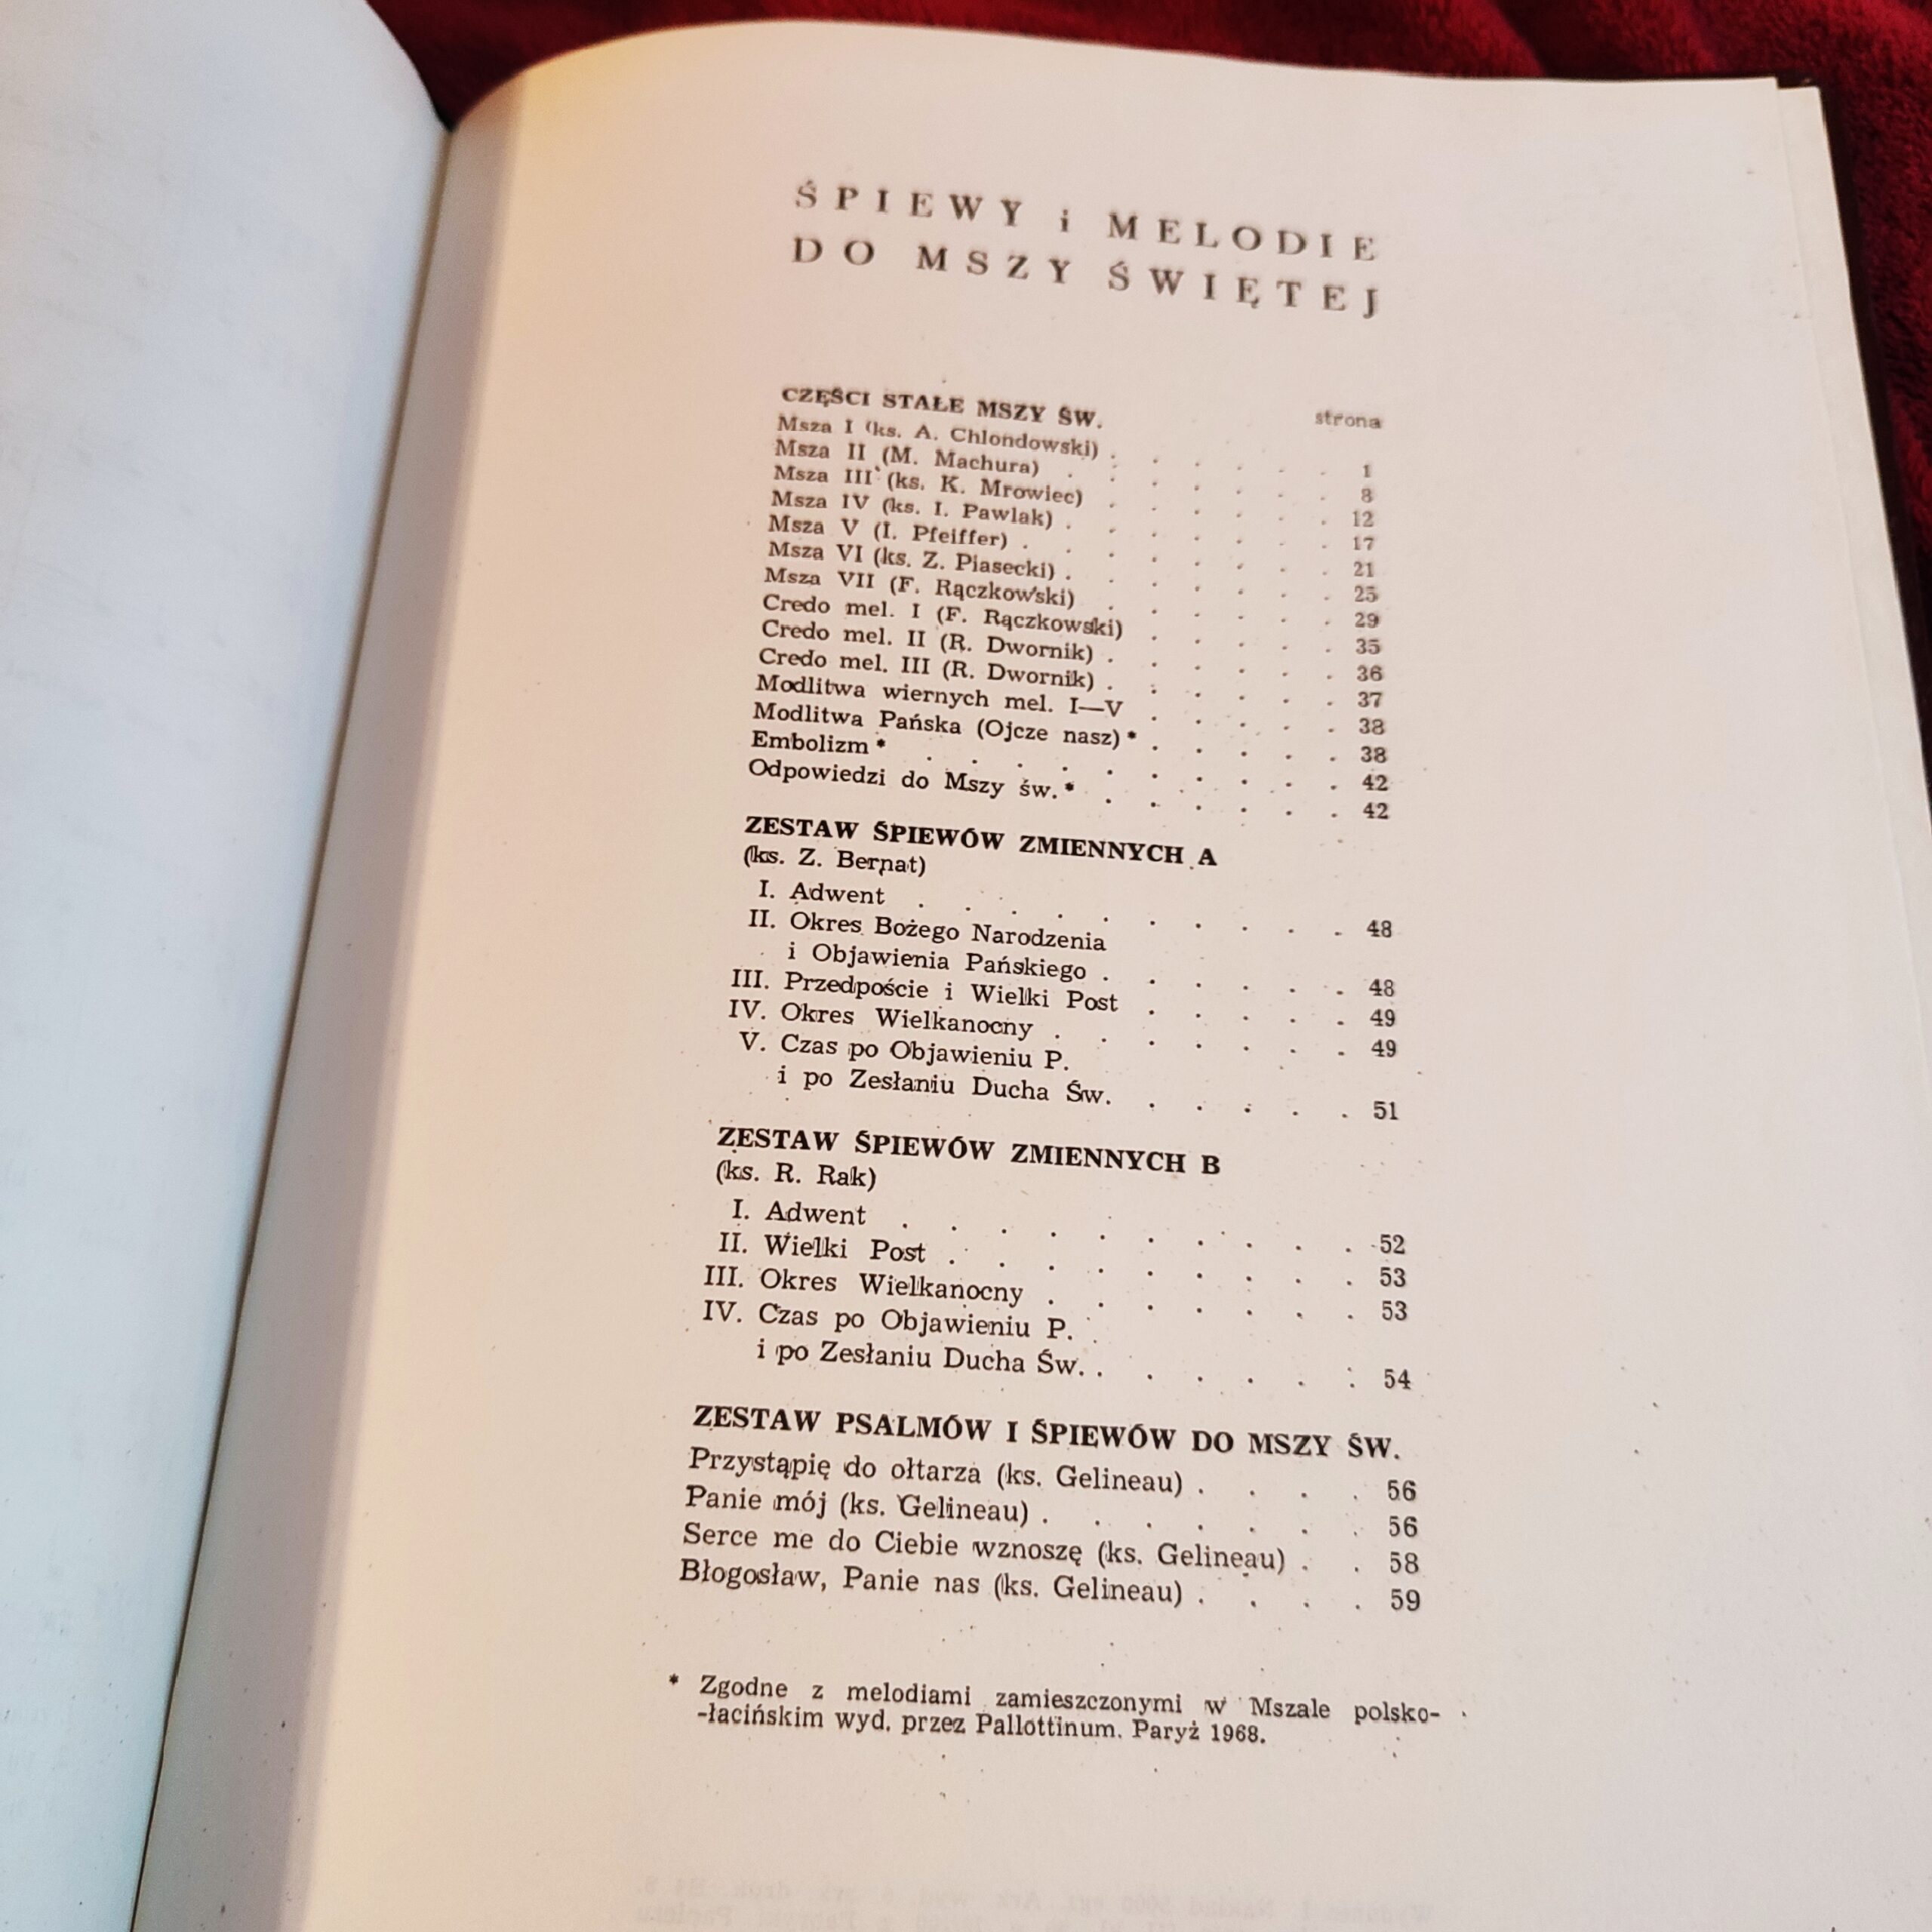 ŚPIEWY i MELODIE
DO MSZY ŚWIĘTEJ
CZĘŚCI STAŁE MSZY ŚW. strona
Msza I (ks. A. Chlondowski) . . . . . . 1
Msza II (M. Machura) . . . . . . . 8
Msza III (ks. K. Mrowiec) . . . . . . 12
Msza IV (ks. I. Pawlak) . . . . . . . 17
Msza V (I. Pfeiffer) . . . . . . . . 21
Msza VI (ks. Z. Piasecki) . . . . . . . 25
Msza VII (F. Rączkowski) . . . . . . 29
Credo mel. I (F. Rączkowski) . . . . . 35
Credo mel. II (R. Dwornik) . . . . . . 36
Credo mel. III (R. Dwornik) . . . . . . 37
Modlitwa wiernych mel. I—V . . . . . 38
Modlitwa Pańska (Ojcze nasz) * . . . . . 38
Embolizm * . . . . . . . . . . 42
Odpowiedzi do Mszy św. * . . . . . . 42
ZESTAW ŚPIEWÓW ZMIENNYCH A
(ks. Z. Bernat)
I. Adwent . . . . . . . . . . 48
II. Okres Bożego Narodzenia
i Objawienia Pańskiego . . . . . . 48
III. Przedpoście i Wielki Post . . . . . 49
IV. Okres Wielkanocny . . . . . . . 49
V. Czas po Objawieniu P.
i po Zesłaniu Ducha Św. . . . . . 51
ZESTAW ŚPIEWÓW ZMIENNYCH B
(ks. R. Rak)
I. Adwent . . . . . . . . . . 52
II. Wielki Post . . . . . . . . . 53
III. Okres Wielkanocny . . . . . . . 53
IV. Czas po Objawieniu P.
i po Zesłaniu Ducha Św. . . . . . . 54
ZESTAW PSALMÓW I ŚPIEWÓW DO MSZY ŚW.
Przystąpię do ołtarza (ks. Gelineau) . . . . 56
Panie mój (ks. Gelineau) . . . . . . . 56
Serce me do Ciebie wznoszę (ks. Gelineau) . . 58
Błogosław, Panie nas (ks. Gelineau) . . . . 59
* Zgodne z melodiami zamieszczonymi w Mszale polsko-
-łacińskim wyd. przez Pallottinum. Paryż 1968.